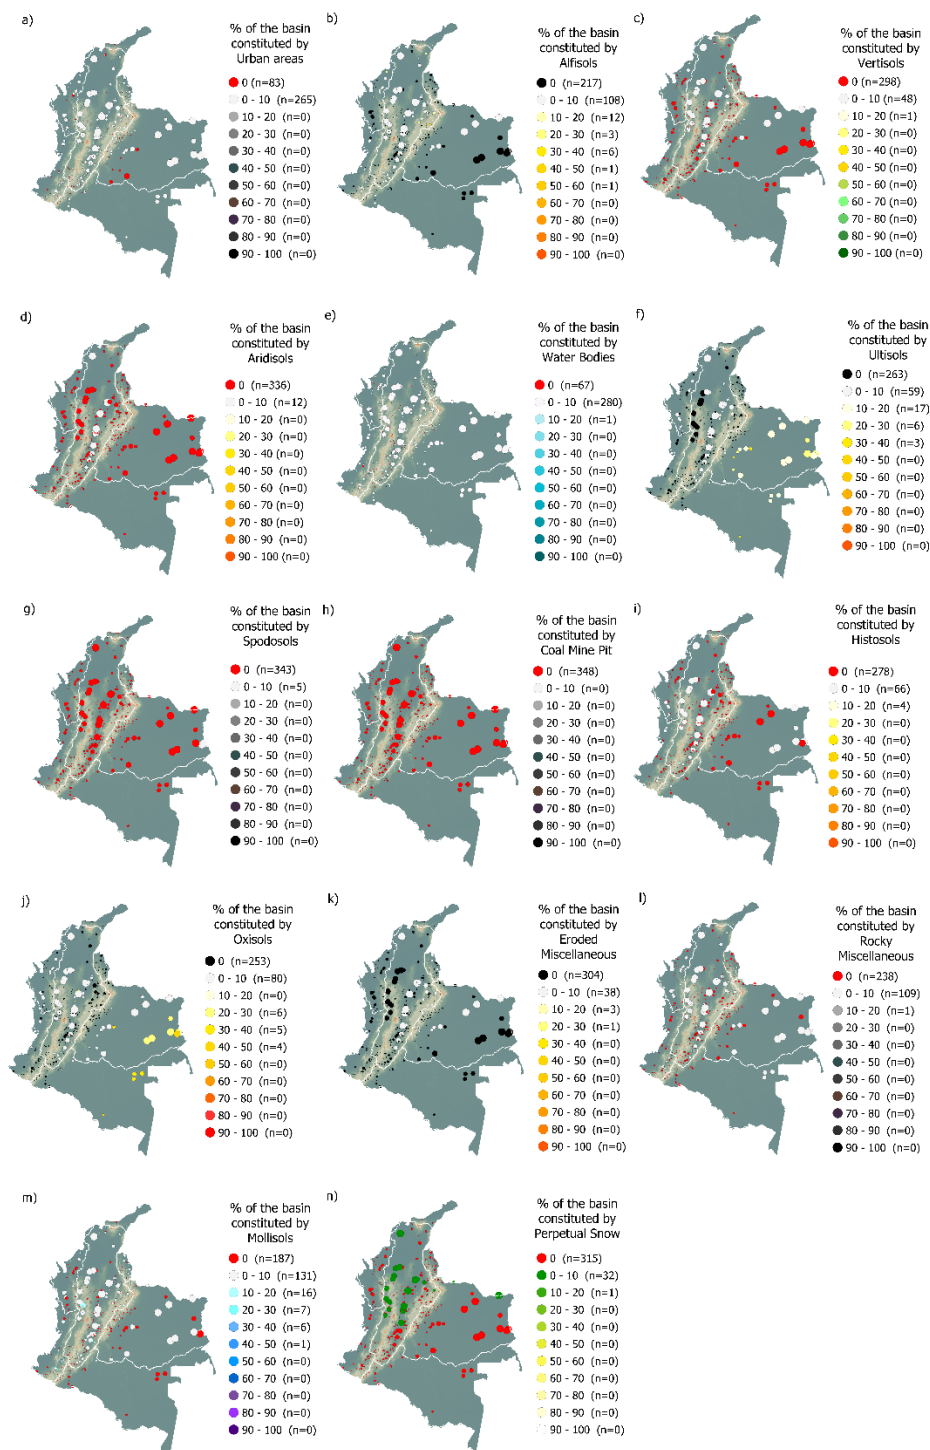 a)
% of the basin
constituted by
Urban areas
0 (n=83)
0 - 10 (n=265)
10 - 20 (n=0)
20 - 30 (n=0)
30 - 40 (n=0)
40 - 50 (n=0)
50 - 60 (n=0)
60 - 70 (n=0)
70 - 80 (n=0)
80 - 90 (n=0)
90 - 100 (n=0)
b)
% of the basin
constituted by
Alfisols
0 (n=217)
0 - 10 (n=108)
10 - 20 (n=12)
20 - 30 (n=3)
30 - 40 (n=6)
40 - 50 (n=1)
50 - 60 (n=1)
60 - 70 (n=0)
70 - 80 (n=0)
80 - 90 (n=0)
90 - 100 (n=0)
c)
% of the basin
constituted by
Vertisols
0 (n=298)
0 - 10 (n=48)
10 - 20 (n=1)
20 - 30 (n=0)
30 - 40 (n=0)
40 - 50 (n=0)
50 - 60 (n=0)
60 - 70 (n=0)
70 - 80 (n=0)
80 - 90 (n=0)
90 - 100 (n=0)
d)
% of the basin
constituted by
Aridisols
0 (n=336)
0 - 10 (n=12)
10 - 20 (n=0)
20 - 30 (n=0)
30 - 40 (n=0)
40 - 50 (n=0)
50 - 60 (n=0)
60 - 70 (n=0)
70 - 80 (n=0)
80 - 90 (n=0)
90 - 100 (n=0)
e)
% of the basin
constituted by
Water Bodies
0 (n=67)
0 - 10 (n=280)
10 - 20 (n=1)
20 - 30 (n=0)
30 - 40 (n=0)
40 - 50 (n=0)
50 - 60 (n=0)
60 - 70 (n=0)
70 - 80 (n=0)
80 - 90 (n=0)
90 - 100 (n=0)
f)
% of the basin
constituted by
Ultisols
0 (n=263)
0 - 10 (n=59)
10 - 20 (n=17)
20 - 30 (n=6)
30 - 40 (n=3)
40 - 50 (n=0)
50 - 60 (n=0)
60 - 70 (n=0)
70 - 80 (n=0)
80 - 90 (n=0)
90 - 100 (n=0)
g)
% of the basin
constituted by
Spodosols
0 (n=343)
0 - 10 (n=5)
10 - 20 (n=0)
20 - 30 (n=0)
30 - 40 (n=0)
40 - 50 (n=0)
50 - 60 (n=0)
60 - 70 (n=0)
70 - 80 (n=0)
80 - 90 (n=0)
90 - 100 (n=0)
h)
% of the basin
constituted by
Coal Mine Pit
0 (n=348)
0 - 10 (n=0)
10 - 20 (n=0)
20 - 30 (n=0)
30 - 40 (n=0)
40 - 50 (n=0)
50 - 60 (n=0)
60 - 70 (n=0)
70 - 80 (n=0)
80 - 90 (n=0)
90 - 100 (n=0)
i)
% of the basin
constituted by
Histosols
0 (n=278)
0 - 10 (n=66)
10 - 20 (n=4)
20 - 30 (n=0)
30 - 40 (n=0)
40 - 50 (n=0)
50 - 60 (n=0)
60 - 70 (n=0)
70 - 80 (n=0)
80 - 90 (n=0)
90 - 100 (n=0)
j)
% of the basin
constituted by
Oxisols
0 (n=253)
0 - 10 (n=80)
10 - 20 (n=0)
20 - 30 (n=6)
30 - 40 (n=5)
40 - 50 (n=4)
50 - 60 (n=0)
60 - 70 (n=0)
70 - 80 (n=0)
80 - 90 (n=0)
90 - 100 (n=0)
k)
% of the basin
constituted by
Eroded
Miscellaneous
0 (n=304)
0 - 10 (n=38)
10 - 20 (n=3)
20 - 30 (n=1)
30 - 40 (n=0)
40 - 50 (n=0)
50 - 60 (n=0)
60 - 70 (n=0)
70 - 80 (n=0)
80 - 90 (n=0)
90 - 100 (n=0)
l)
% of the basin
constituted by
Rocky
Miscellaneous
0 (n=238)
0 - 10 (n=109)
10 - 20 (n=1)
20 - 30 (n=0)
30 - 40 (n=0)
40 - 50 (n=0)
50 - 60 (n=0)
60 - 70 (n=0)
70 - 80 (n=0)
80 - 90 (n=0)
90 - 100 (n=0)
m)
% of the basin
constituted by
Mollisols
0 (n=187)
0 - 10 (n=131)
10 - 20 (n=16)
20 - 30 (n=7)
30 - 40 (n=6)
40 - 50 (n=1)
50 - 60 (n=0)
60 - 70 (n=0)
70 - 80 (n=0)
80 - 90 (n=0)
90 - 100 (n=0)
n)
% of the basin
constituted by
Perpetual Snow
0 (n=315)
0 - 10 (n=32)
10 - 20 (n=1)
20 - 30 (n=0)
30 - 40 (n=0)
40 - 50 (n=0)
50 - 60 (n=0)
60 - 70 (n=0)
70 - 80 (n=0)
80 - 90 (n=0)
90 - 100 (n=0)